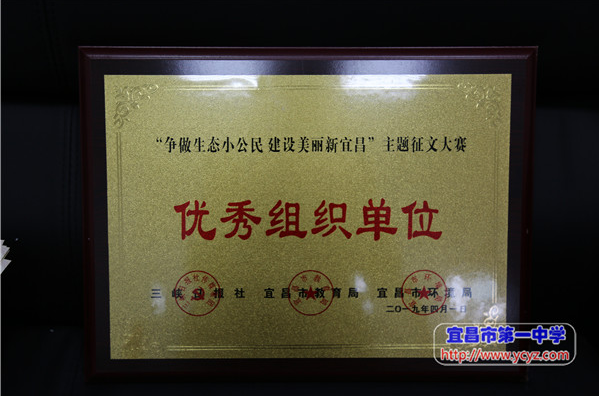 “争做生态小公民 建设美丽新宜昌”主题征文大赛
优秀组织单位
三峡日报社 宜昌市教育局 宜昌市环境局
二〇一九年四月一日
宜昌市第一中学
http://www.ycyz.com